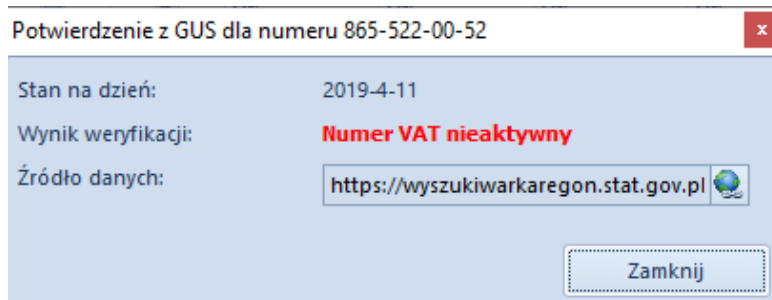 Potwierdzenie z GUS dla numeru 865-522-00-52
x
Stan na dzień: 2019-4-11
Wynik weryfikacji: Numer VAT nieaktywny
Źródło danych: https://wyszukiwarkaregon.stat.gov.pl
Zamknij